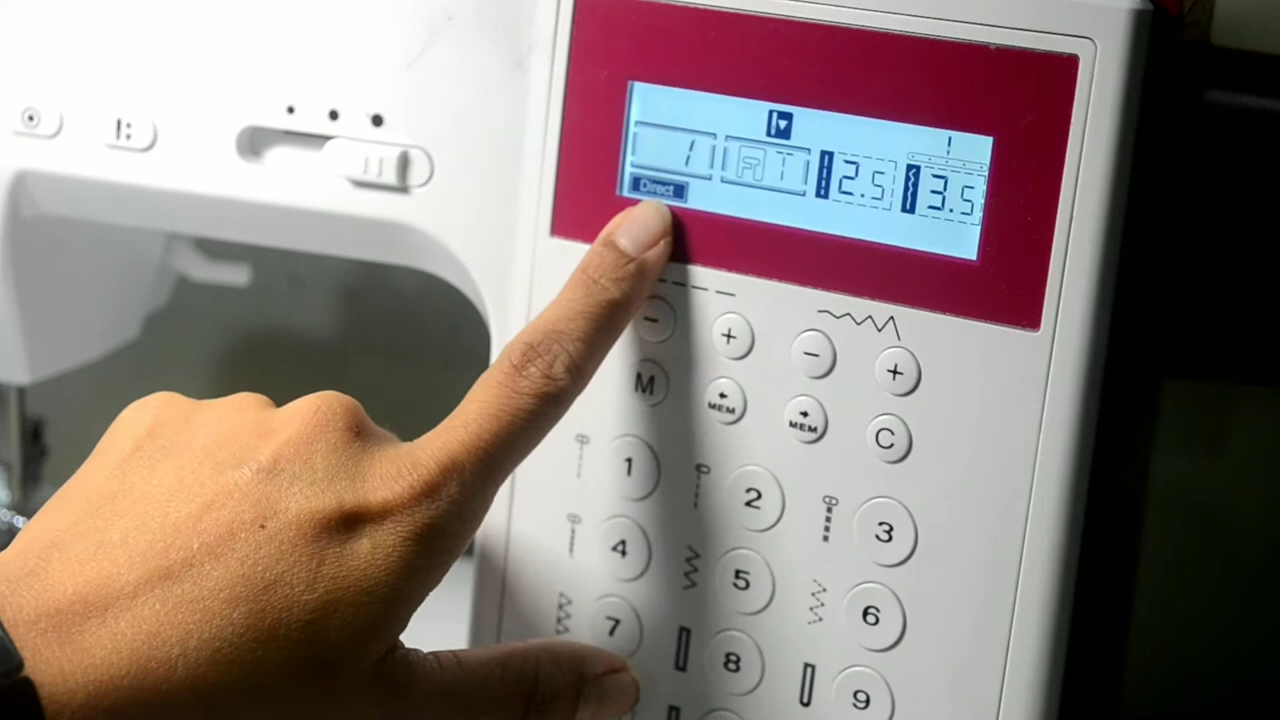 1 A T 2.5 3.5
Direct
- + - +
M MEM MEM C
1 2 3
4 5 6
7 8 9